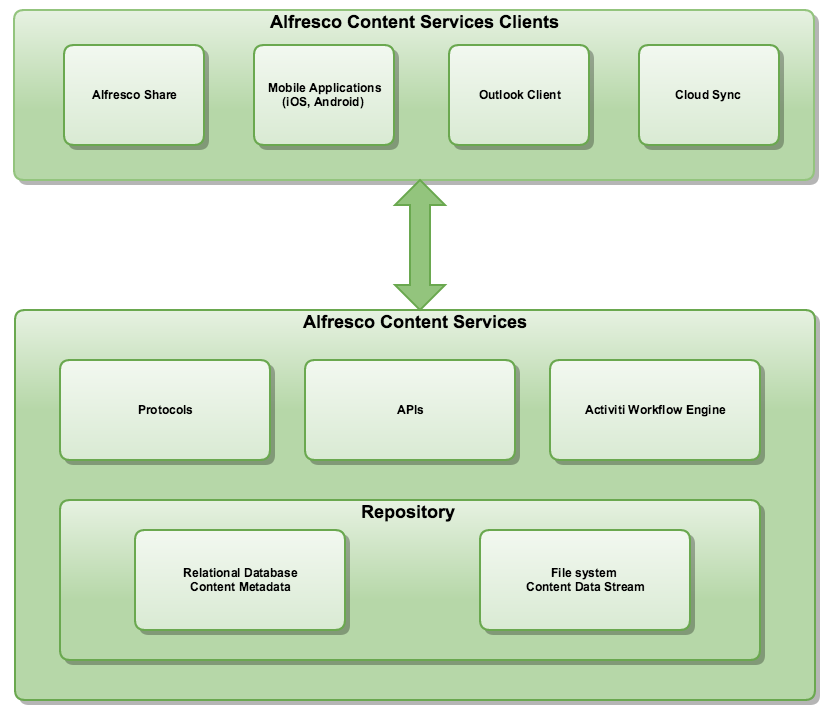 Alfresco Content Services Clients
Alfresco Share
Mobile Applications
(iOS, Android)
Outlook Client
Cloud Sync
Alfresco Content Services
Protocols
APIs
Activiti Workflow Engine
Repository
Relational Database
Content Metadata
File system
Content Data Stream